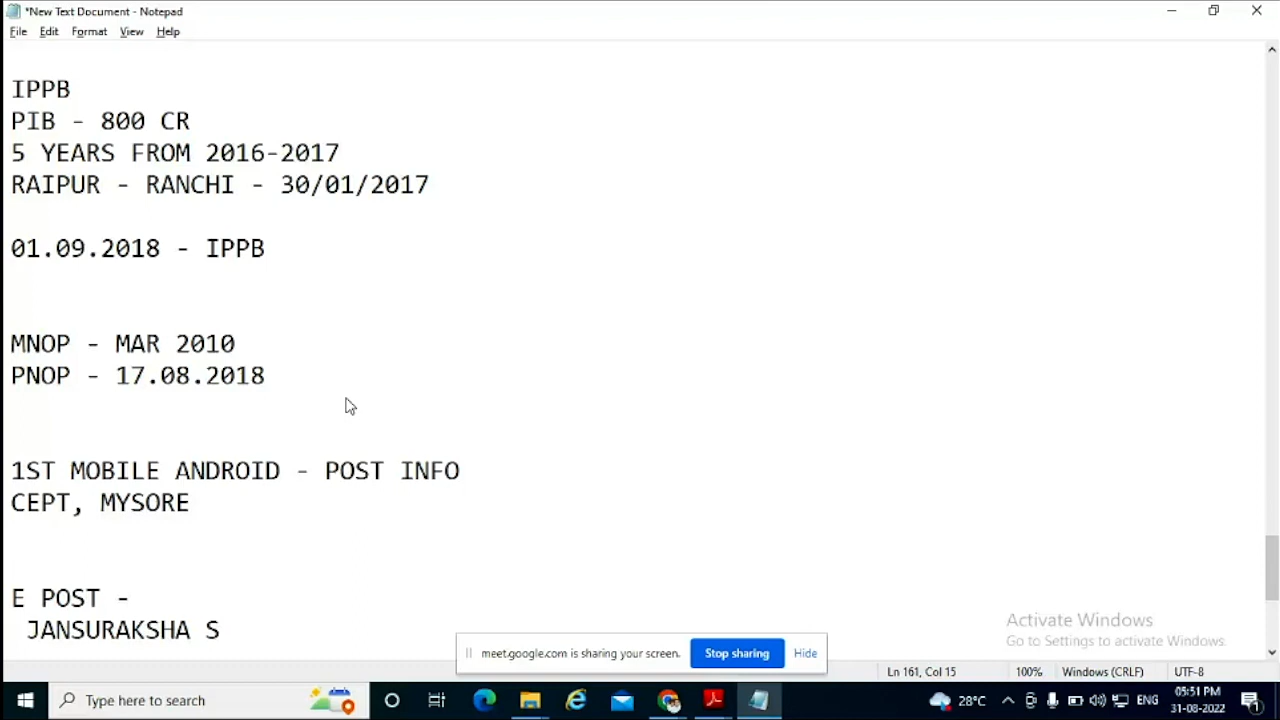 *New Text Document - Notepad
File Edit Format View Help
IPPB
PIB - 800 CR
5 YEARS FROM 2016-2017
RAIPUR - RANCHI - 30/01/2017
01.09.2018 - IPPB
MNOP - MAR 2010
PNOP - 17.08.2018
1ST MOBILE ANDROID - POST INFO
CEPT, MYSORE
E POST -
JANSURAKSHA S
Activate Windows
Go to Settings to activate Windows.
meet.google.com is sharing your screen. Stop sharing Hide
Ln 161, Col 15 100% Windows (CRLF) UTF-8
Type here to search 28°C ENG 05:51 PM
31-08-2022 1